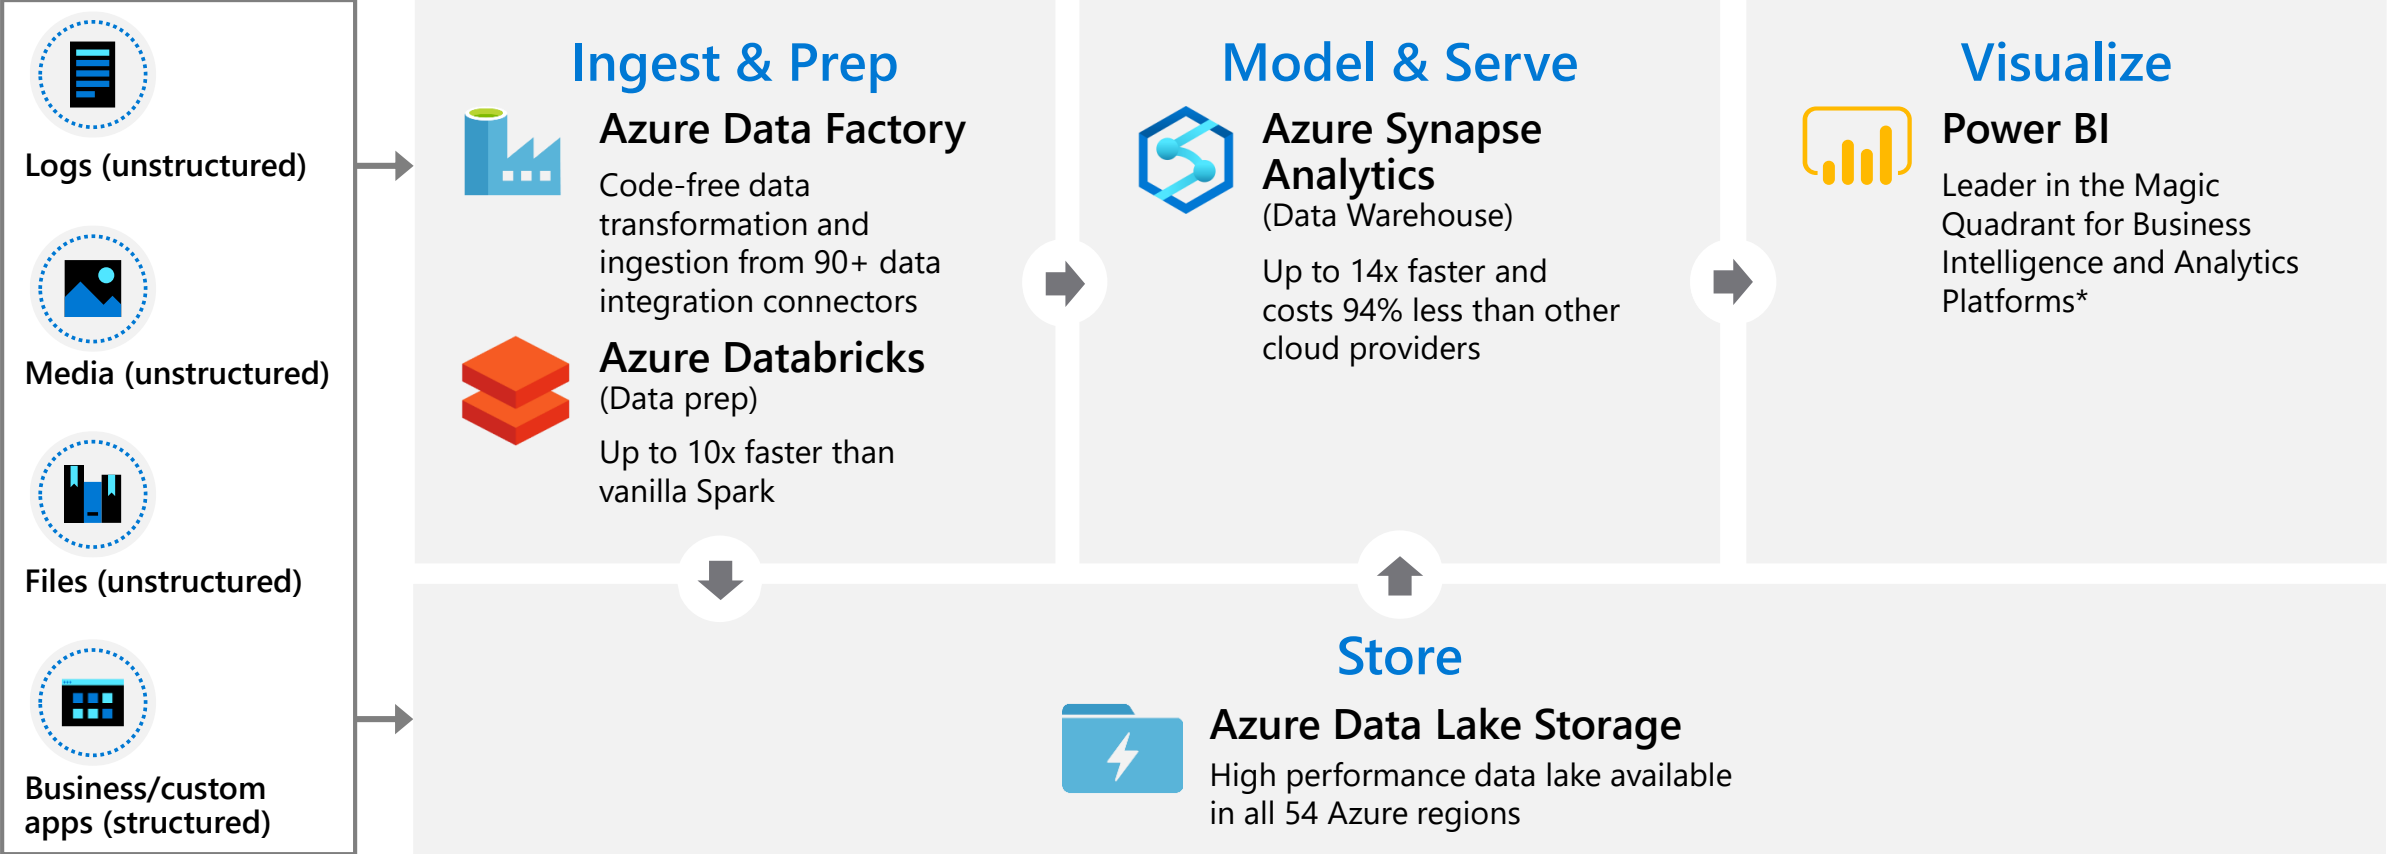 Logs (unstructured)
Media (unstructured)
Files (unstructured)
Business/custom
apps (structured)
Ingest & Prep
Azure Data Factory
Code-free data
transformation and
ingestion from 90+ data
integration connectors
Azure Databricks
(Data prep)
Up to 10x faster than
vanilla Spark
Model & Serve
Azure Synapse
Analytics
(Data Warehouse)
Up to 14x faster and
costs 94% less than other
cloud providers
Visualize
Power BI
Leader in the Magic
Quadrant for Business
Intelligence and Analytics
Platforms*
Store
Azure Data Lake Storage
High performance data lake available
in all 54 Azure regions